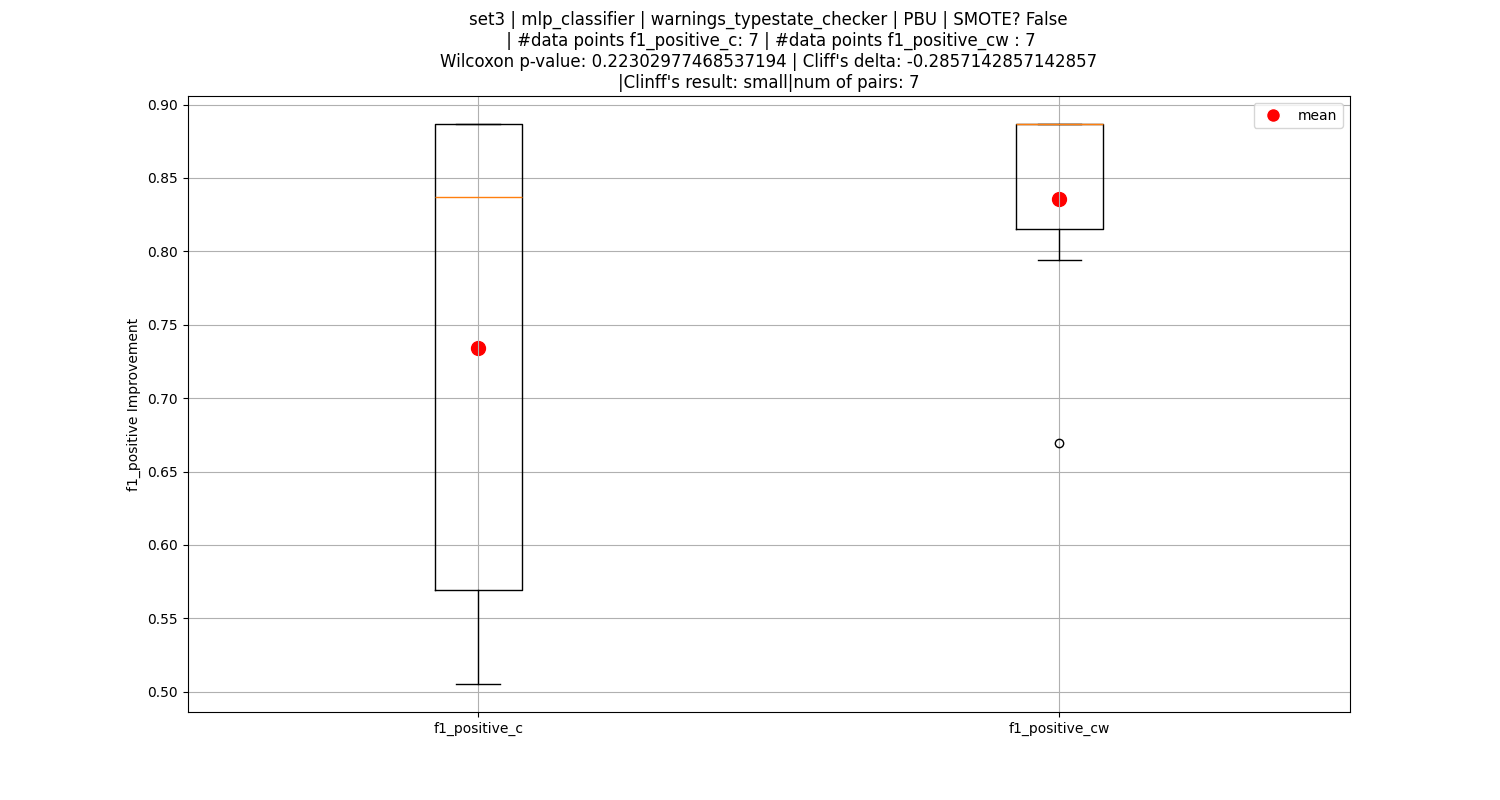 set3 | mlp_classifier | warnings_typestate_checker | PBU | SMOTE? False
| #data points f1_positive_c: 7 | #data points f1_positive_cw : 7
Wilcoxon p-value: 0.22302977468537194 | Cliff's delta: -0.2857142857142857
|Clinff's result: small|num of pairs: 7
mean
f1_positive Improvement
0.90
0.85
0.80
0.75
0.70
0.65
0.60
0.55
0.50
f1_positive_c
f1_positive_cw